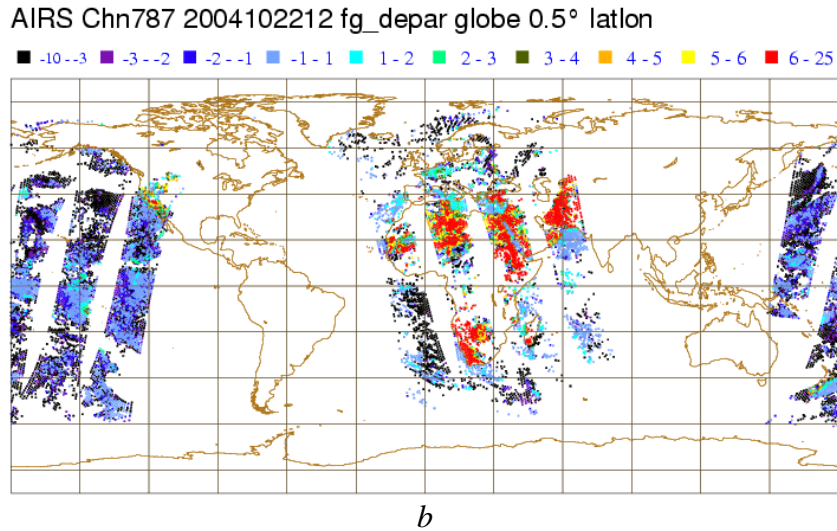 AIRS Chn787 2004102212 fg_depar globe 0.5° latlon
-10 - -3 -3 - -2 -2 - -1 -1 - 1 1 - 2 2 - 3 3 - 4 4 - 5 5 - 6 6 - 25
b